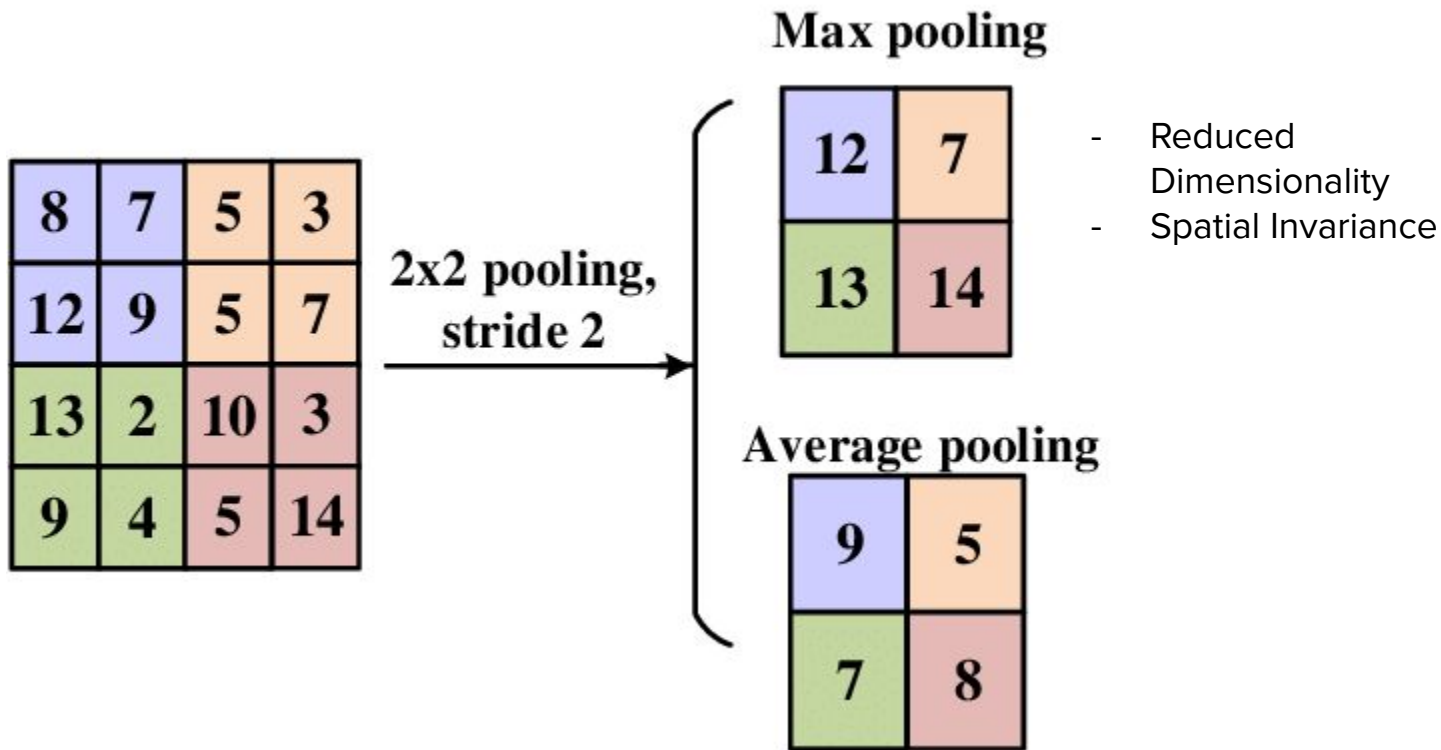 Max pooling
12 7
13 14
- Reduced
Dimensionality
- Spatial Invariance
8 7 5 3
12 9 5 7
13 2 10 3
9 4 5 14
2x2 pooling,
stride 2
Average pooling
9 5
7 8